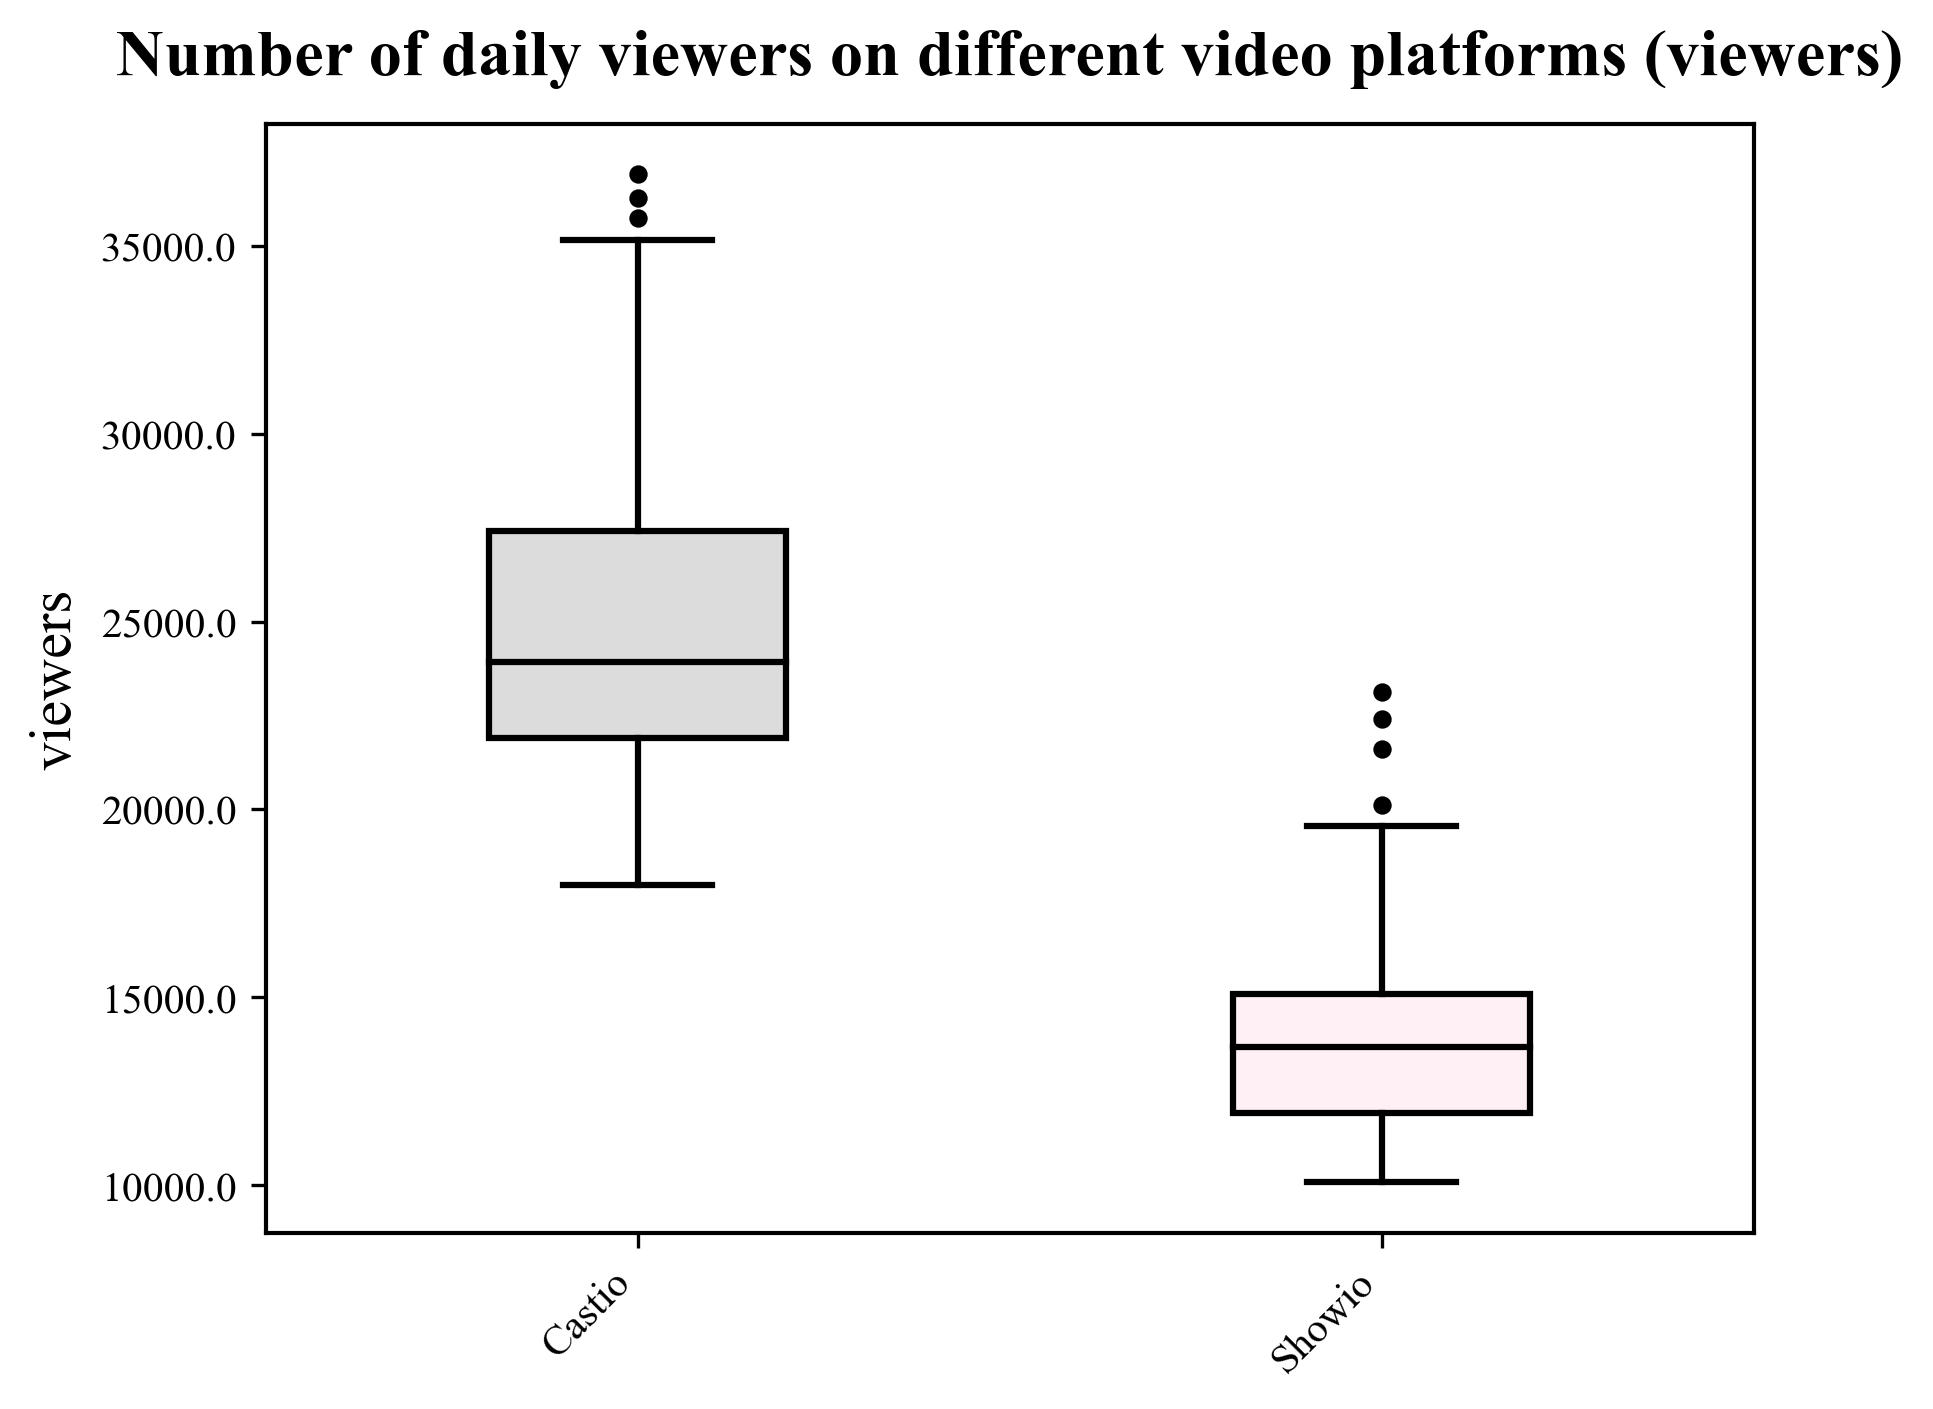 Number of daily viewers on different video platforms (viewers)
viewers
35000.0
30000.0
25000.0
20000.0
15000.0
10000.0
Castio
Showio